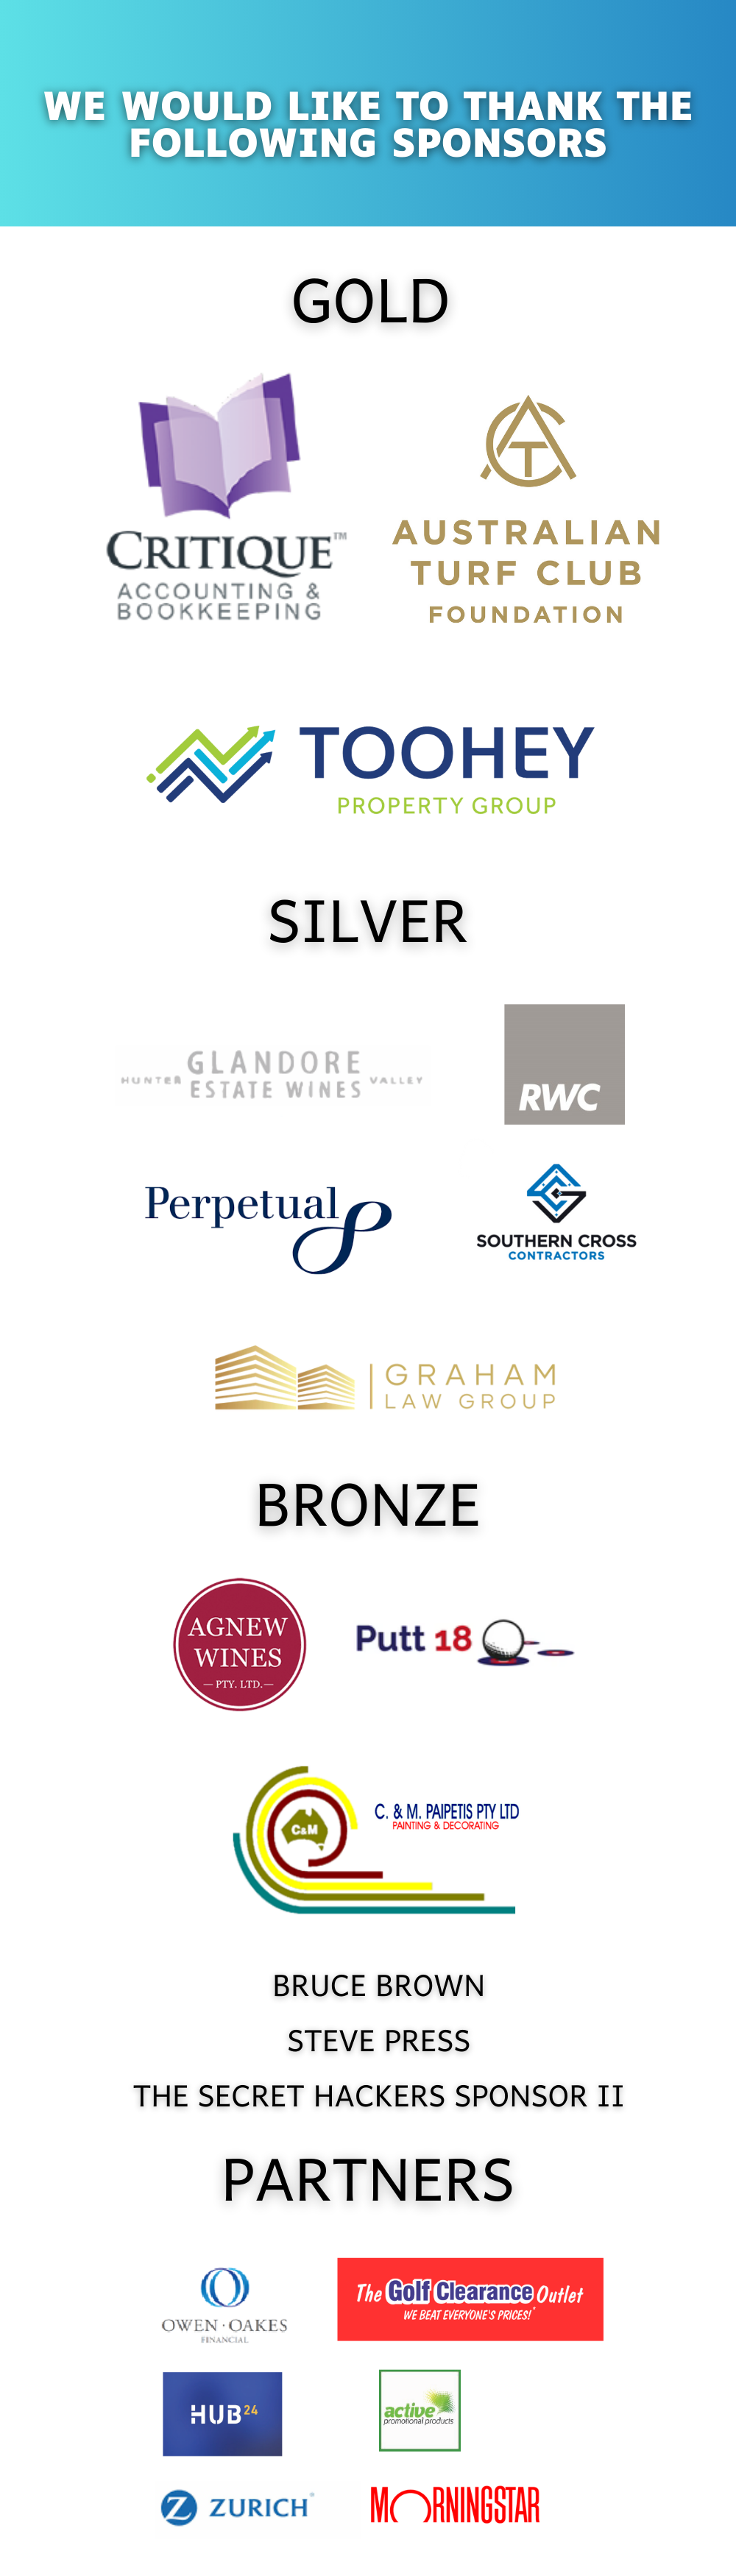 WE WOULD LIKE TO THANK THE
FOLLOWING SPONSORS
GOLD
CRITIQUE™
ACCOUNTING &
BOOKKEEPING
AUSTRALIAN
TURF CLUB
FOUNDATION
TOOHEY
PROPERTY GROUP
SILVER
GLANDORE
HUNTER ESTATE WINES VALLEY
RWC
Perpetual
SOUTHERN CROSS
CONTRACTORS
GRAHAM
LAW GROUP
BRONZE
AGNEW
WINES
— PTY. LTD.—
Putt 18
C&M
C. & M. PAIPETIS PTY LTD
PAINTING & DECORATING
BRUCE BROWN
STEVE PRESS
THE SECRET HACKERS SPONSOR II
PARTNERS
OWEN · OAKES
FINANCIAL
The Golf Clearance Outlet
WE BEAT EVERYONE'S PRICES!*
HUB24
active
promotional products
Z ZURICH®
MORNINGSTAR